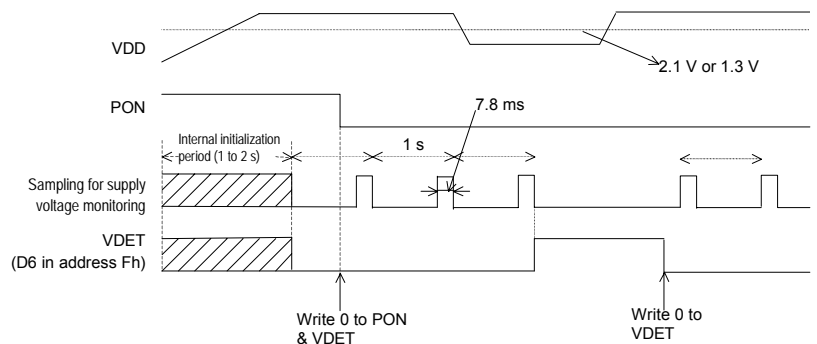 VDD
2.1 V or 1.3 V
PON
7.8 ms
Internal initialization
period (1 to 2 s)
1 s
Sampling for supply
voltage monitoring
VDET
(D6 in address Fh)
Write 0 to PON
& VDET
Write 0 to
VDET